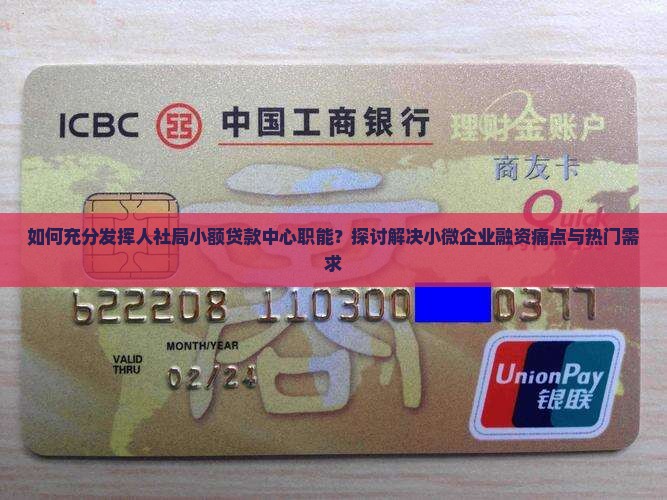 ICBC 中国工商银行 理财金账户
商友卡
Quick
如何充分发挥人社局小额贷款中心职能？探讨解决小微企业融资痛点与热门需
求
622208 110300 0377
MONTH/YEAR
VALID
THRU
02/24
UnionPay
银联